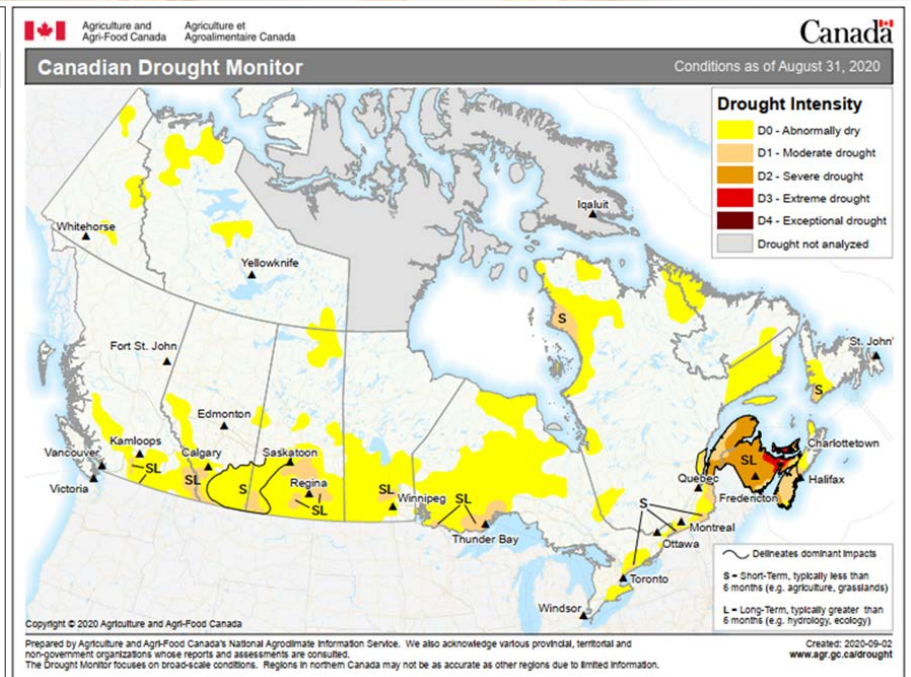 Agriculture and
Agri-Food Canada
Agriculture et
Agroalimentaire Canada
Canada
Canadian Drought Monitor
Conditions as of August 31, 2020
Drought Intensity
D0 - Abnormally dry
D1 - Moderate drought
D2 - Severe drought
D3 - Extreme drought
D4 - Exceptional drought
Drought not analyzed
Iqaluit
Whitehorse
Yellowknife
S
Fort St. John
St. John'
S
Edmonton
Kamloops
Vancouver
Calgary
Saskatoon
Charlottetown
SL
SL
SL
S
Regina
SL
Quebec
Halifax
Victoria
SL
Winnipeg
SL
S
Fredericton
Thunder Bay
Montreal
Ottawa
Toronto
Windsor
Delineates dominant impacts
S = Short-Term, typically less than
6 months (e.g. agriculture, grasslands)
L = Long-Term, typically greater than
6 months (e.g. hydrology, ecology)
Copyright © 2020 Agriculture and Agri-Food Canada
Prepared by Agriculture and Agri-Food Canada's National Agroclimate Information Service. We also acknowledge various provincial, territorial and
non-government organizations whose reports and assessments are consulted.
The Drought Monitor focuses on broad-scale conditions. Regions in northern Canada may not be as accurate as other regions due to limited information.
Created: 2020-09-02
www.agr.gc.ca/drought